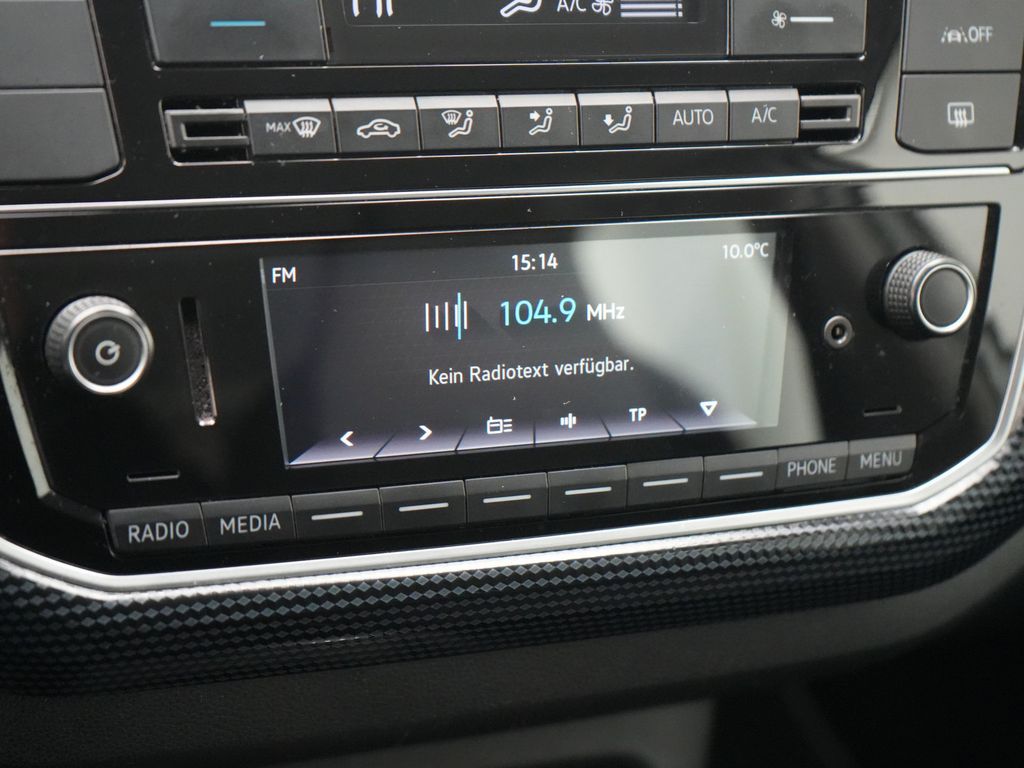 A/C
OFF
MAX
AUTO
A/C
FM
15:14
10.0°C
104.9 MHz
Kein Radiotext verfügbar.
< > TP
RADIO
MEDIA
PHONE
MENU